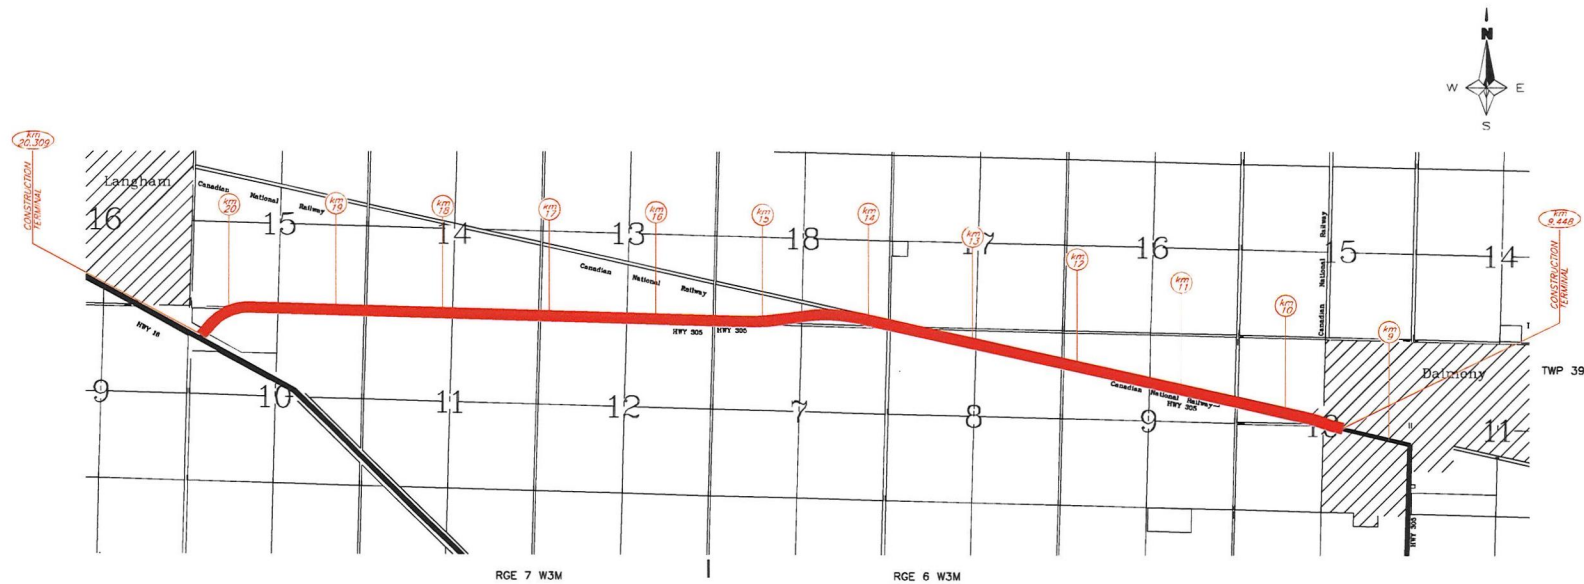 N
W E
S
km
20.309
CONSTRUCTION
TERMINAL
km
9.448
CONSTRUCTION
TERMINAL
Langham
Canadian National Railway
km
20
km
19
km
18
km
17
km
16
km
15
km
14
km
13
km
12
km
11
km
10
km
9
16
15
14
13
18
17
16
15
14
Canadian National Railway
Canadian National Railway
HWY 16
HWY 305
HWY 305
Dalmony
TWP 39
9
10
11
12
7
8
9
10
11
Canadian National Railway
HWY 305
HWY 305
RGE 7 W3M
RGE 6 W3M